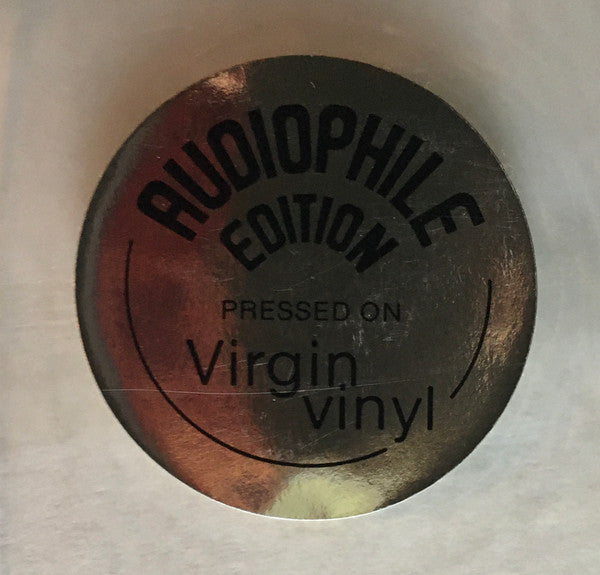 AUDIOPHILE
EDITION
PRESSED ON
Virgin
vinyl